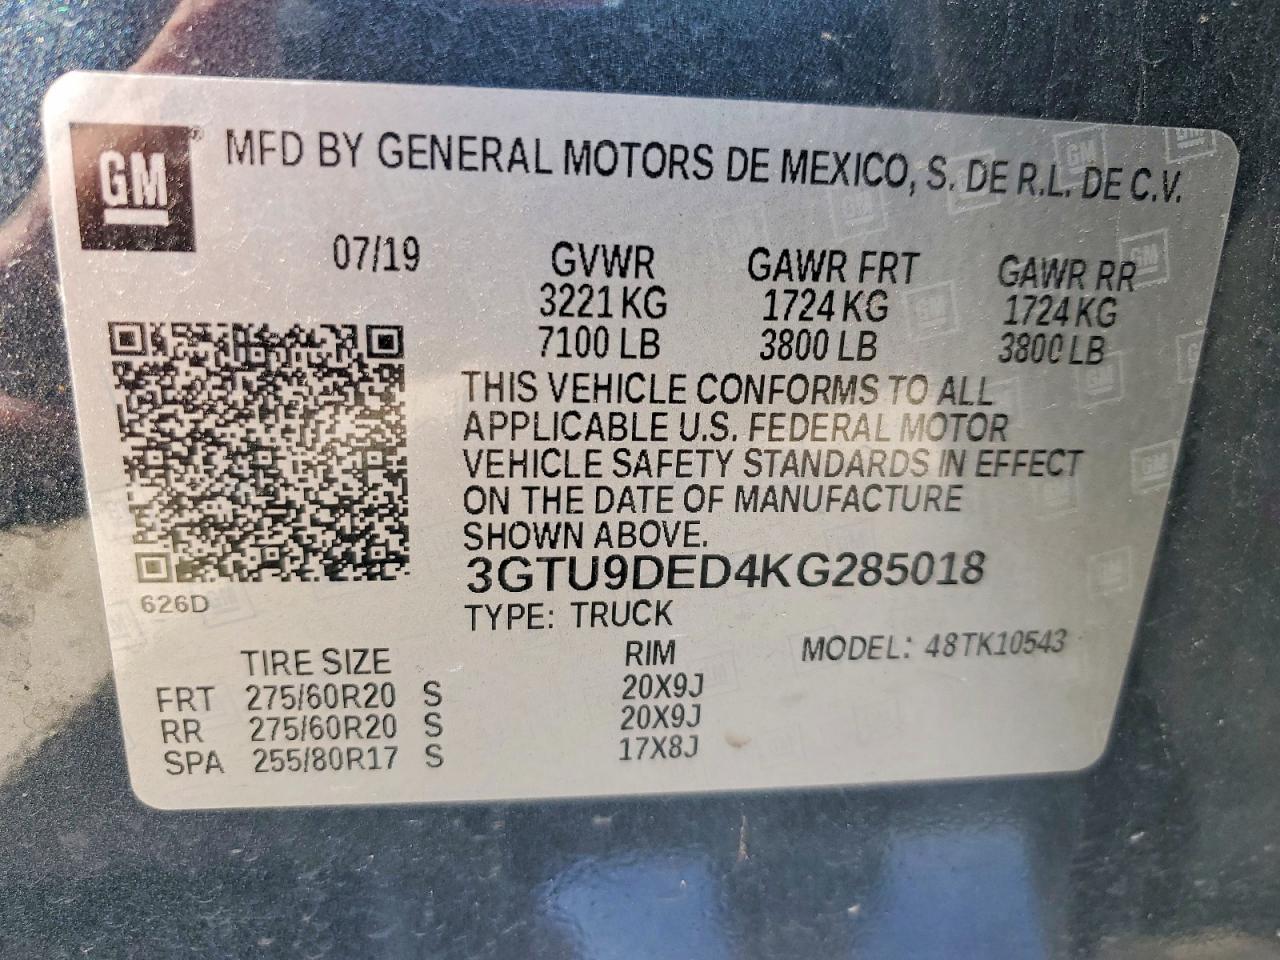 GM ® MFD BY GENERAL MOTORS DE MEXICO, S. DE R.L. DE C.V.
07/19 GVWR GAWR FRT GAWR RR
3221 KG 1724 KG 1724 KG
7100 LB 3800 LB 3800 LB
THIS VEHICLE CONFORMS TO ALL
APPLICABLE U.S. FEDERAL MOTOR
VEHICLE SAFETY STANDARDS IN EFFECT
ON THE DATE OF MANUFACTURE
SHOWN ABOVE.
3GTU9DED4KG285018
626D
TYPE: TRUCK
TIRE SIZE RIM MODEL: 48TK10543
FRT 275/60R20 S 20X9J
RR 275/60R20 S 20X9J
SPA 255/80R17 S 17X8J